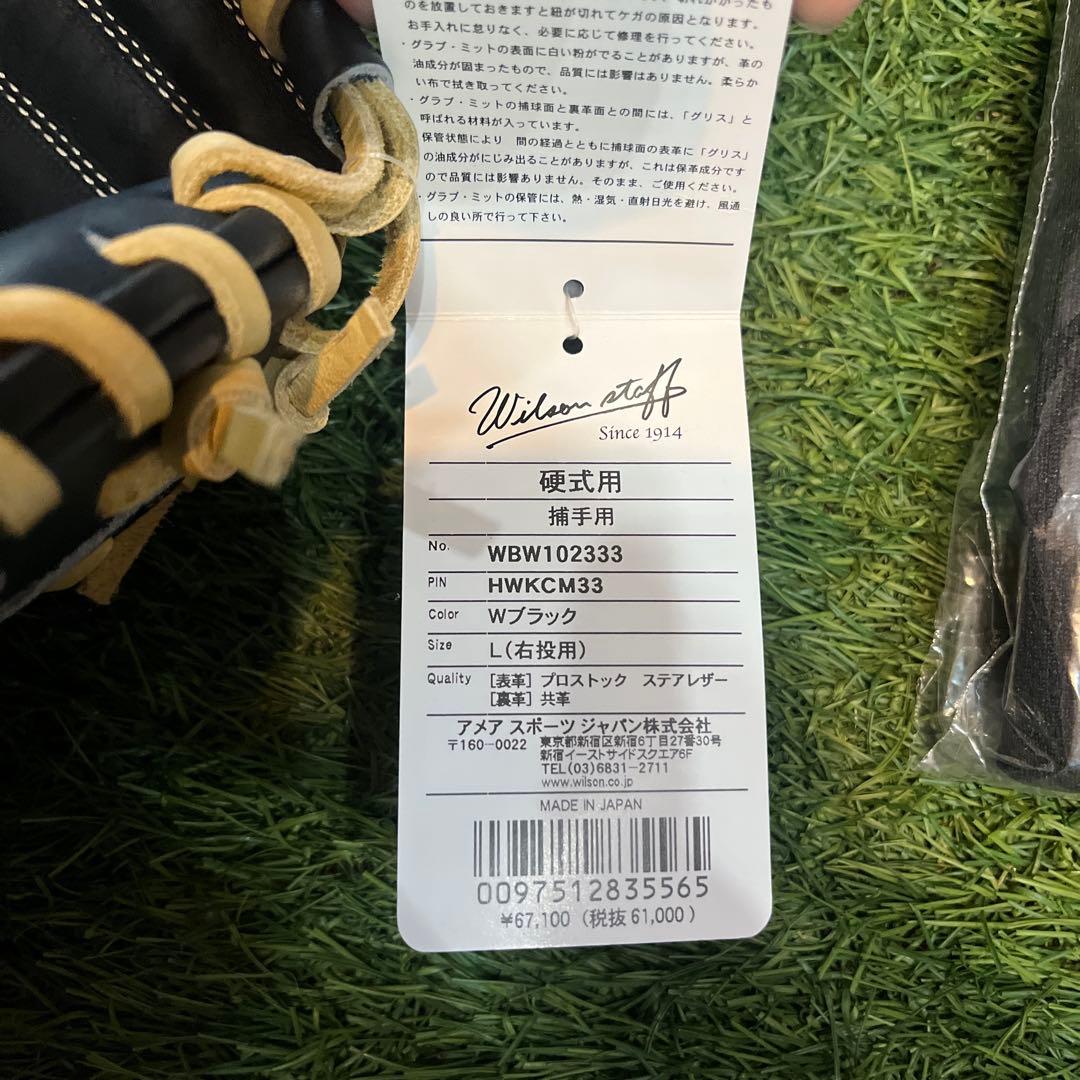 のを放置しておきますと紐が切れてケガの原因となります。
お手入れに怠りなく、必要に応じて修理を行ってください。
・グラブ・ミットの表面に白い粉がでることがありますが、革の
油成分が固まったもので、品質には影響はありません。柔らか
い布で拭き取ってください。
・グラブ・ミットの捕球面と裏革面との間には、「グリス」と
呼ばれる材料が入っています。
保管状態により 間の経過とともに捕球面の表革に「グリス」
の油成分がにじみ出ることがありますが、これは保革成分です
ので品質には影響ありません。そのまま、ご使用ください。
・グラブ・ミットの保管には、熱・湿気・直射日光を避け、風通
しの良い所で行って下さい。
Wilson staff
Since 1914
硬式用
捕手用
No. WBW102333
PIN HWKCM33
Color Wブラック
Size L(右投用)
Quality [表革] プロストック ステアレザー
[裏革] 共革
アメア スポーツ ジャパン株式会社
〒160-0022 東京都新宿区新宿6丁目27番30号
新宿イーストサイドスクエア6F
TEL(03)6831-2711
www.wilson.co.jp
MADE IN JAPAN
0097512835565
¥67,100 (税抜 61,000 )